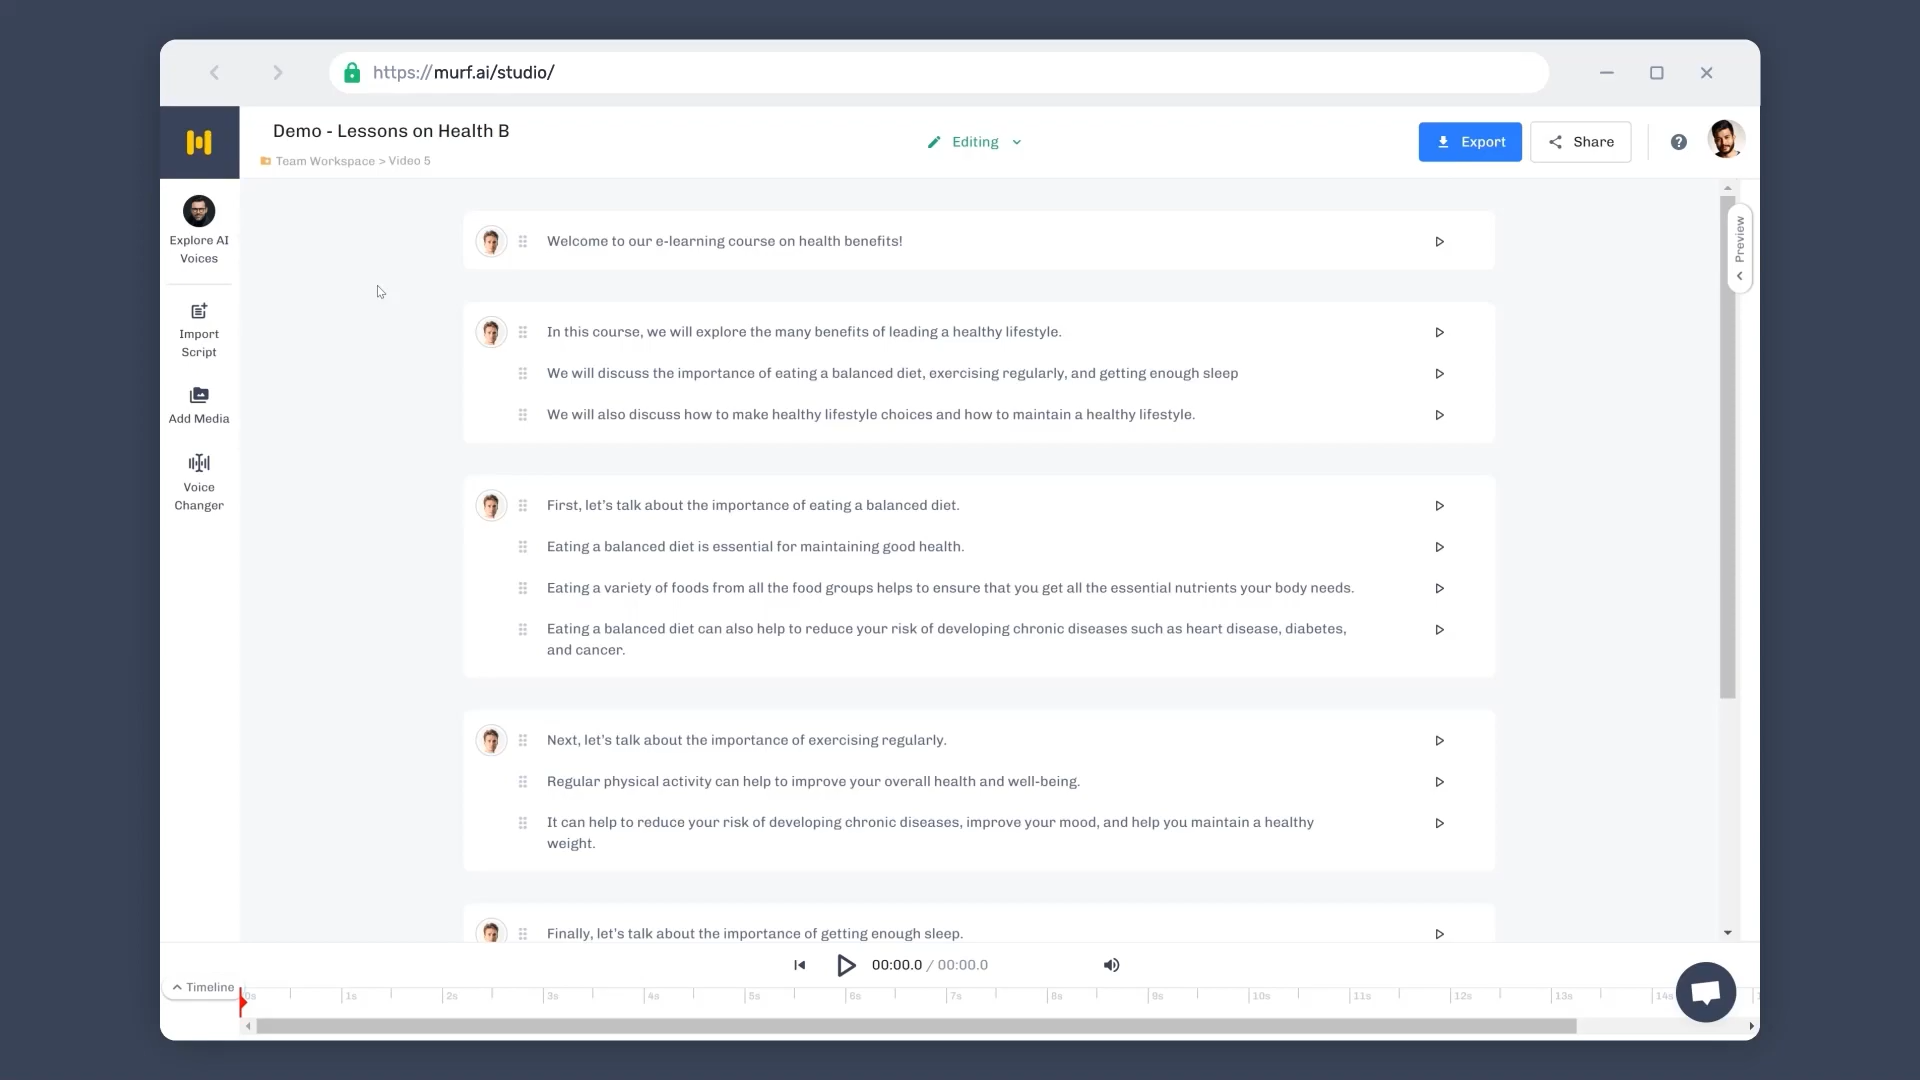 https://murf.ai/studio/
Demo - Lessons on Health B
Team Workspace > Video 5
Editing
Export
Share
Explore AI
Voices
Import
Script
Add Media
Voice
Changer
Welcome to our e-learning course on health benefits!
In this course, we will explore the many benefits of leading a healthy lifestyle.
We will discuss the importance of eating a balanced diet, exercising regularly, and getting enough sleep
We will also discuss how to make healthy lifestyle choices and how to maintain a healthy lifestyle.
First, let's talk about the importance of eating a balanced diet.
Eating a balanced diet is essential for maintaining good health.
Eating a variety of foods from all the food groups helps to ensure that you get all the essential nutrients your body needs.
Eating a balanced diet can also help to reduce your risk of developing chronic diseases such as heart disease, diabetes,
and cancer.
Next, let's talk about the importance of exercising regularly.
Regular physical activity can help to improve your overall health and well-being.
It can help to reduce your risk of developing chronic diseases, improve your mood, and help you maintain a healthy
weight.
Finally, let's talk about the importance of getting enough sleep.
Preview
00:00.0 / 00:00.0
Timeline
0s 1s 2s 3s 4s 5s 6s 7s 8s 9s 10s 11s 12s 13s 14s